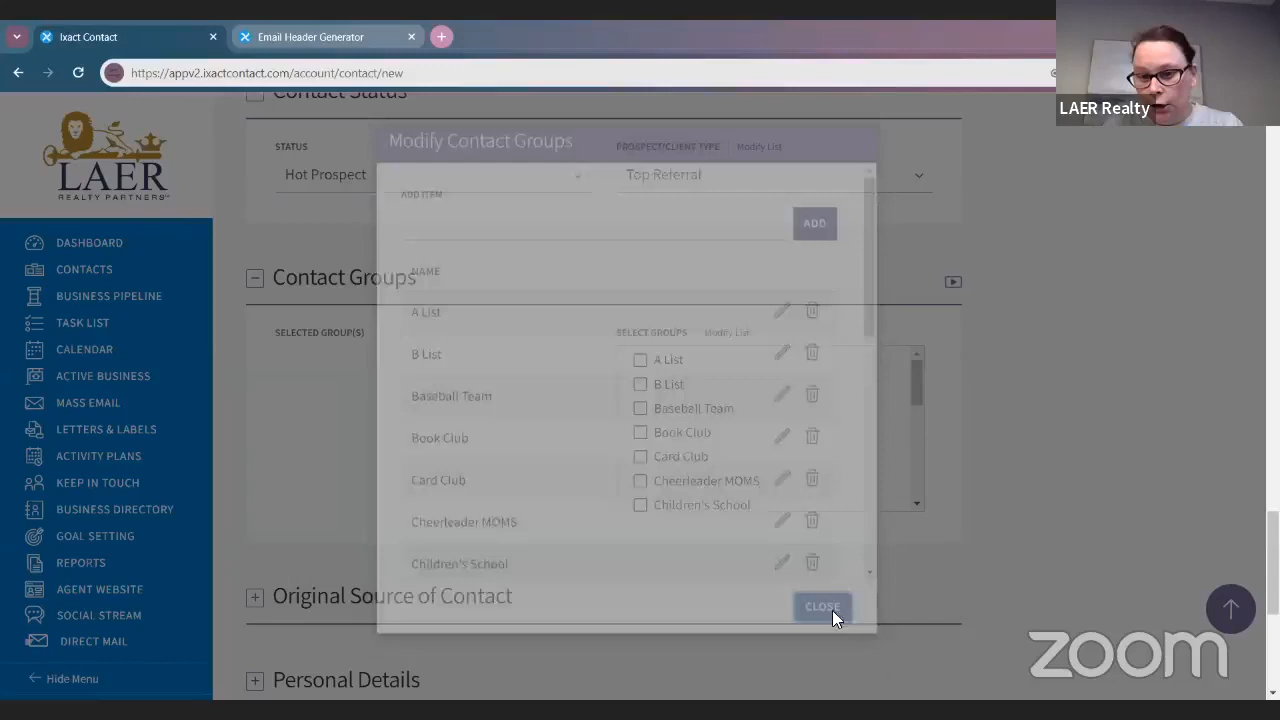 Ixact Contact
Email Header Generator
https://appv2.ixactcontact.com/account/contact/new
LAER Realty
LAER
REALTY PARTNERS
DASHBOARD
CONTACTS
BUSINESS PIPELINE
TASK LIST
CALENDAR
ACTIVE BUSINESS
MASS EMAIL
LETTERS & LABELS
ACTIVITY PLANS
KEEP IN TOUCH
BUSINESS DIRECTORY
GOAL SETTING
REPORTS
AGENT WEBSITE
SOCIAL STREAM
DIRECT MAIL
Hide Menu
Contact Status
STATUS
Hot Prospect
PROSPECT/CLIENT TYPE Modify List
Top Referral
Contact Groups
SELECTED GROUP(S)
SELECT GROUPS Modify List
A List
B List
Baseball Team
Book Club
Card Club
Cheerleader MOMS
Children's School
Original Source of Contact
Personal Details
Modify Contact Groups
ADD ITEM
ADD
NAME
A List
B List
Baseball Team
Book Club
Card Club
Cheerleader MOMS
Children's School
CLOSE
zoom